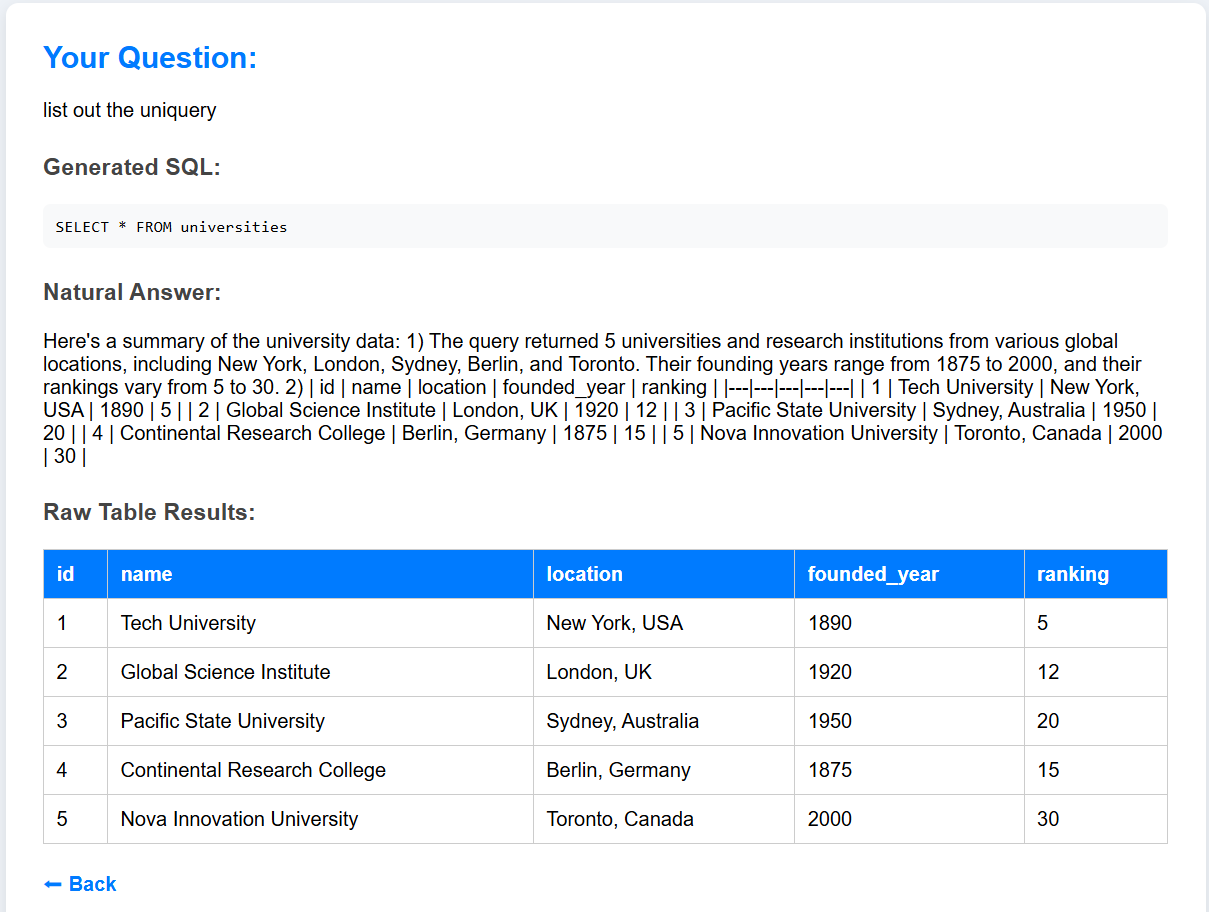 Your Question:
list out the uniquery
Generated SQL:
SELECT * FROM universities
Natural Answer:
Here's a summary of the university data: 1) The query returned 5 universities and research institutions from various global
locations, including New York, London, Sydney, Berlin, and Toronto. Their founding years range from 1875 to 2000, and their
rankings vary from 5 to 30. 2) | id | name | location | founded_year | ranking | |---|---|---|---|---| | 1 | Tech University | New York,
USA | 1890 | 5 | | 2 | Global Science Institute | London, UK | 1920 | 12 | | 3 | Pacific State University | Sydney, Australia | 1950 |
20 | | 4 | Continental Research College | Berlin, Germany | 1875 | 15 | | 5 | Nova Innovation University | Toronto, Canada | 2000
| 30 |
Raw Table Results:
id name location founded_year ranking
1 Tech University New York, USA 1890 5
2 Global Science Institute London, UK 1920 12
3 Pacific State University Sydney, Australia 1950 20
4 Continental Research College Berlin, Germany 1875 15
5 Nova Innovation University Toronto, Canada 2000 30
← Back